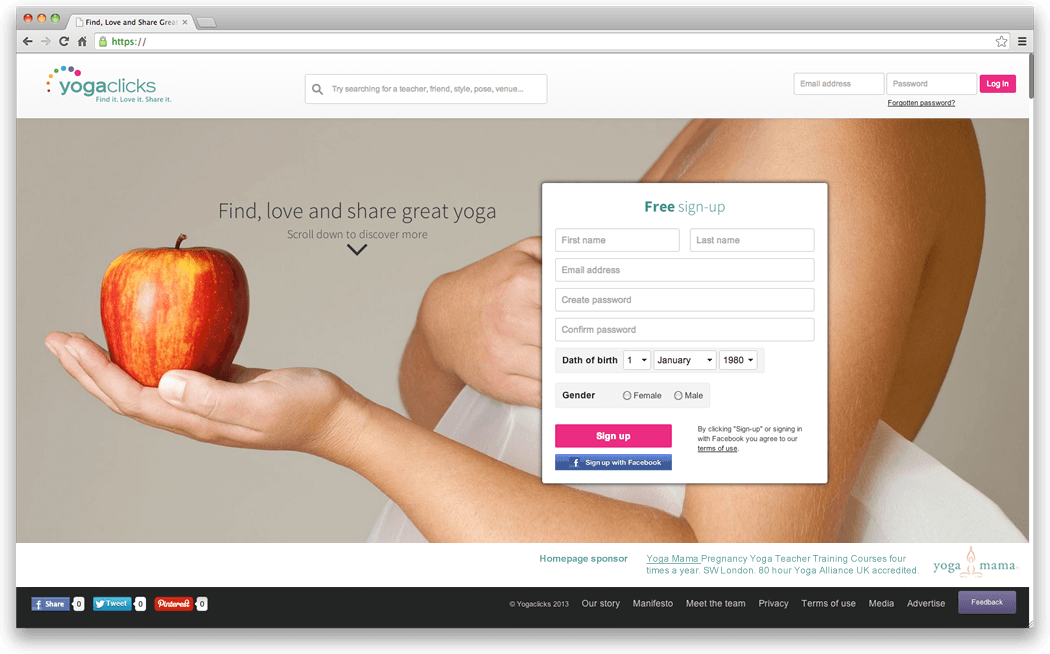 Find, Love and Share Grea
https://
yogaclicks
Find it. Love it. Share it.
Try searching for a teacher, friend, style, pose, venue...
Email address
Password
Log in
Forgotten password?
Find, love and share great yoga
Scroll down to discover more
Free sign-up
First name
Last name
Email address
Create password
Confirm password
Dath of birth 1 January 1980
Gender Female Male
Sign up
By clicking "Sign-up" or signing in
with Facebook you agree to our
terms of use.
f Sign up with Facebook
Homepage sponsor
Yoga Mama Pregnancy Yoga Teacher Training Courses four
times a year. SW London. 80 hour Yoga Alliance UK accredited.
yoga mama
f Share 0 Tweet 0 Pinterest 0
© Yogaclicks 2013 Our story Manifesto Meet the team Privacy Terms of use Media Advertise Feedback